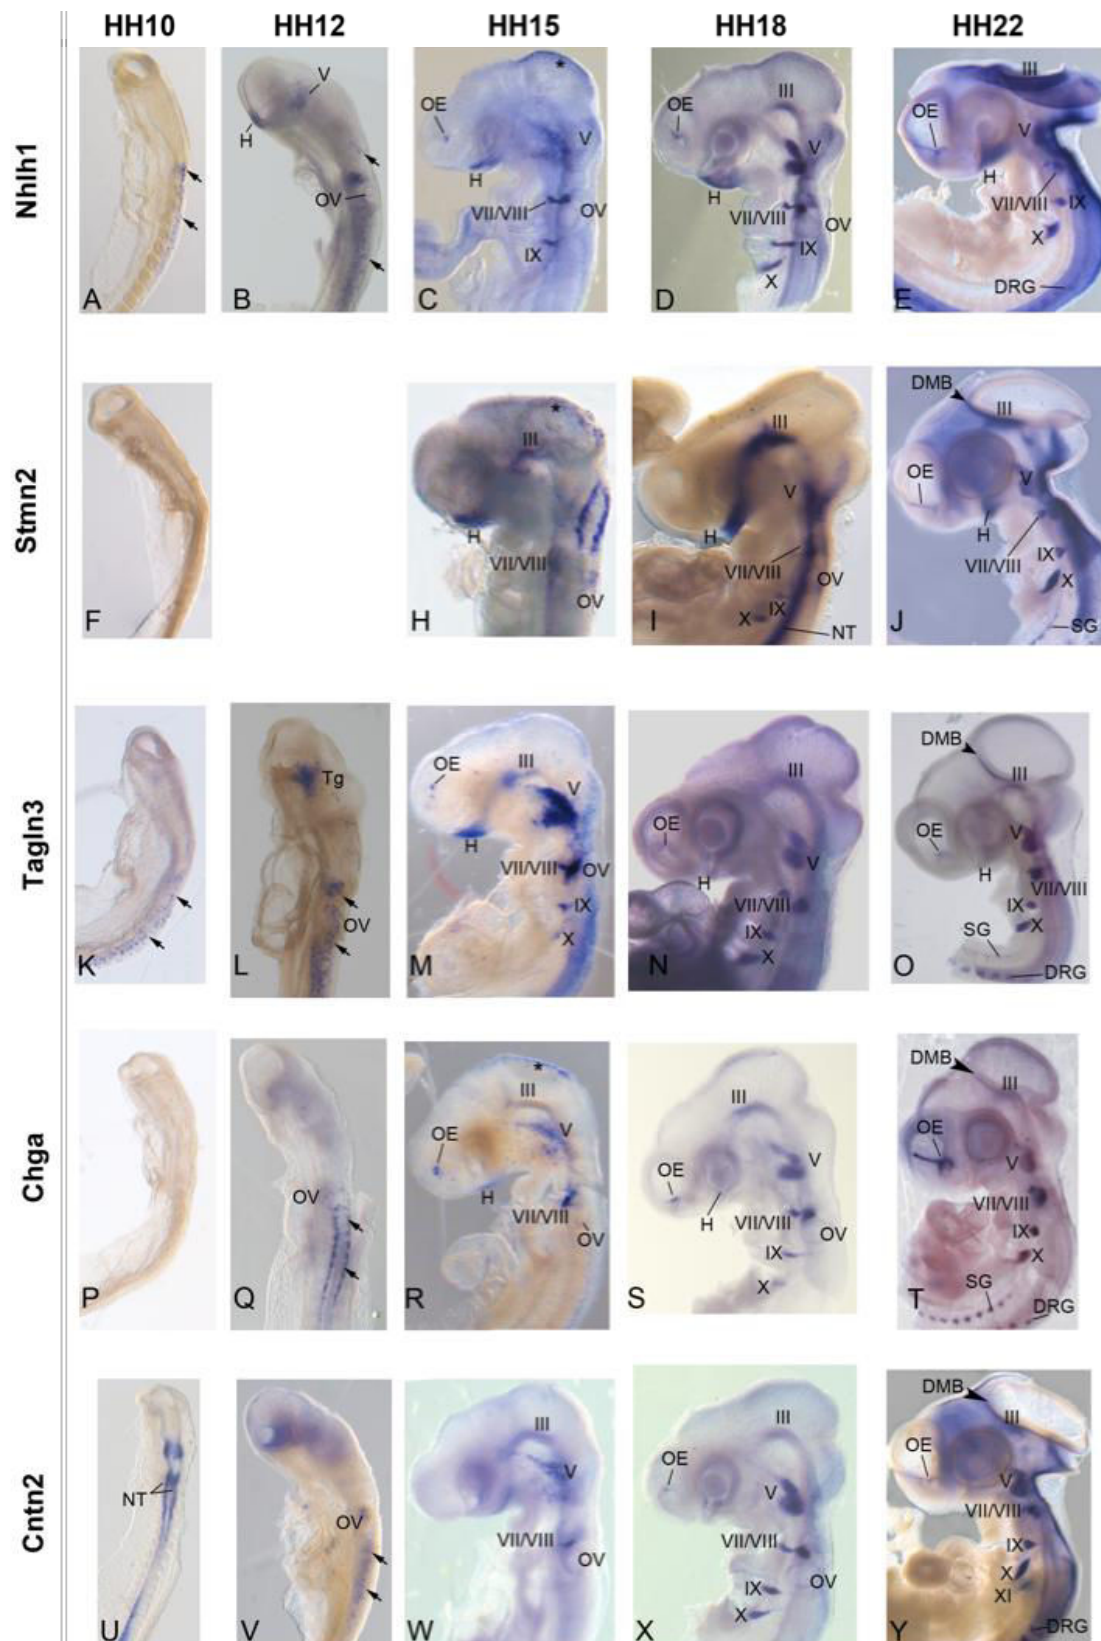 HH10 HH12 HH15 HH18 HH22
Nhlh1
A
V
H
OV
B
*
OE
V
H
VII/VIII
OV
IX
C
III
OE
V
H
VII/VIII
OV
IX
X
D
III
OE
V
H
VII/VIII
IX
X
DRG
E
Stmn2
F
*
III
H
VII/VIII
OV
H
III
V
H
VII/VIII
OV
IX
X
NT
I
DMB
III
OE
V
H
IX
VII/VIII
X
SG
J
Tagln3
K
Tg
OV
L
OE
III
V
H
VII/VIII
OV
IX
X
M
III
OE
V
H
VII/VIII
IX
X
N
DMB
III
OE
V
H
VII/VIII
IX
X
SG
DRG
O
Chga
P
OV
Q
*
III
OE
V
H
VII/VIII
OV
R
III
V
OE
H
VII/VIII
OV
IX
X
S
DMB
III
OE
V
VII/VIII
IX
X
SG
DRG
T
Cntn2
NT
U
OV
V
III
V
VII/VIII
OV
W
III
OE
V
VII/VIII
OV
IX
X
X
DMB
III
OE
V
VII/VIII
IX
X
XI
DRG
Y